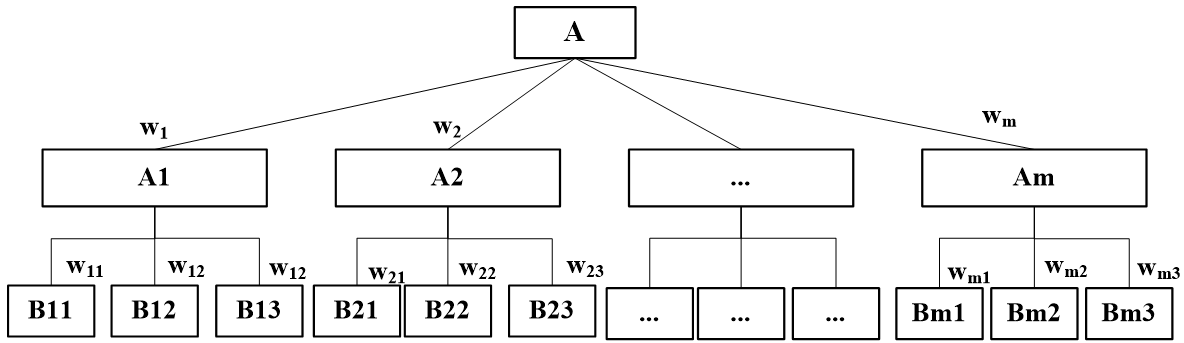 A
w1 w2 wm
A1 A2 ... Am
w11 w12 w12 w21 w22 w23 wm1 wm2 wm3
B11 B12 B13 B21 B22 B23 ... ... ... Bm1 Bm2 Bm3